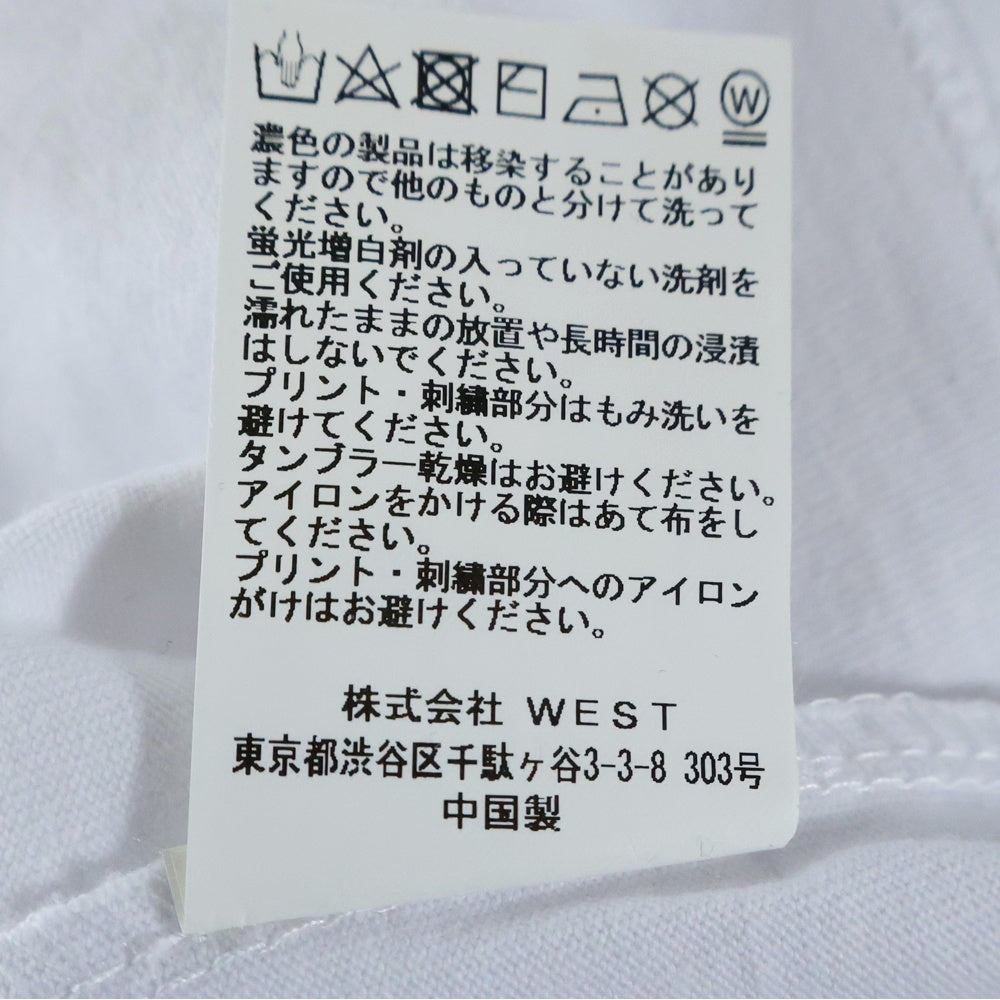 W
濃色の製品は移染することがあり
ますので他のものと分けて洗って
ください。
蛍光増白剤の入っていない洗剤を
ご使用ください。
濡れたままの放置や長時間の浸漬
はしないでください。
プリント・刺繍部分はもみ洗いを
避けてください。
タンブラー乾燥はお避けください。
アイロンをかける際はあて布をし
てください。
プリント・刺繍部分へのアイロン
がけはお避けください。
株式会社 WEST
東京都渋谷区千駄ヶ谷3-3-8 303号
中国製